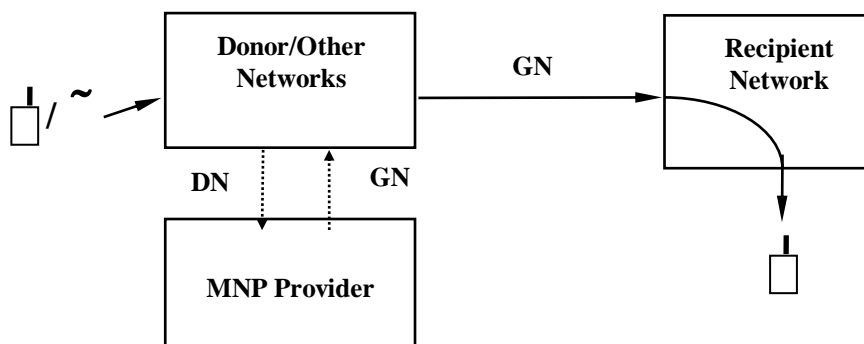 Donor/Other
Networks
GN
Recipient
Network
/ ~
DN
GN
MNP Provider